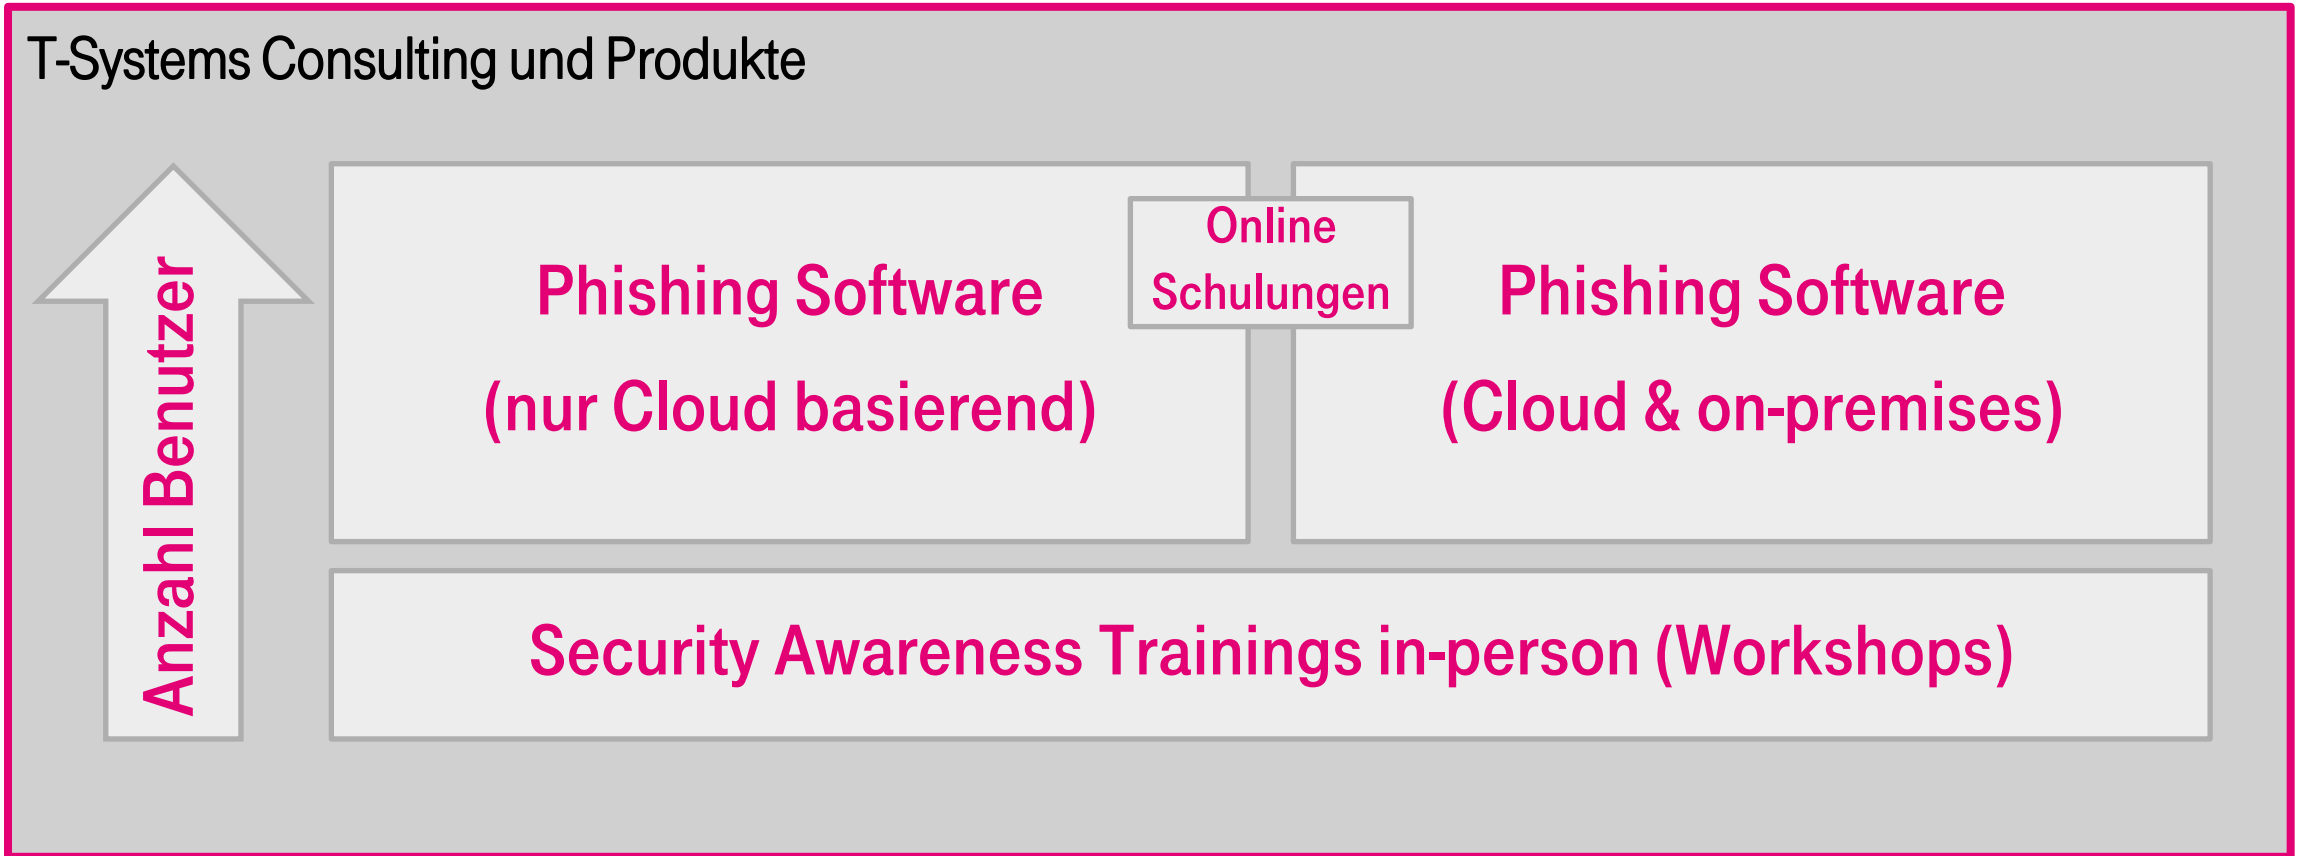 T-Systems Consulting und Produkte
Anzahl Benutzer
Phishing Software
(nur Cloud basierend)
Online
Schulungen
Phishing Software
(Cloud & on-premises)
Security Awareness Trainings in-person (Workshops)